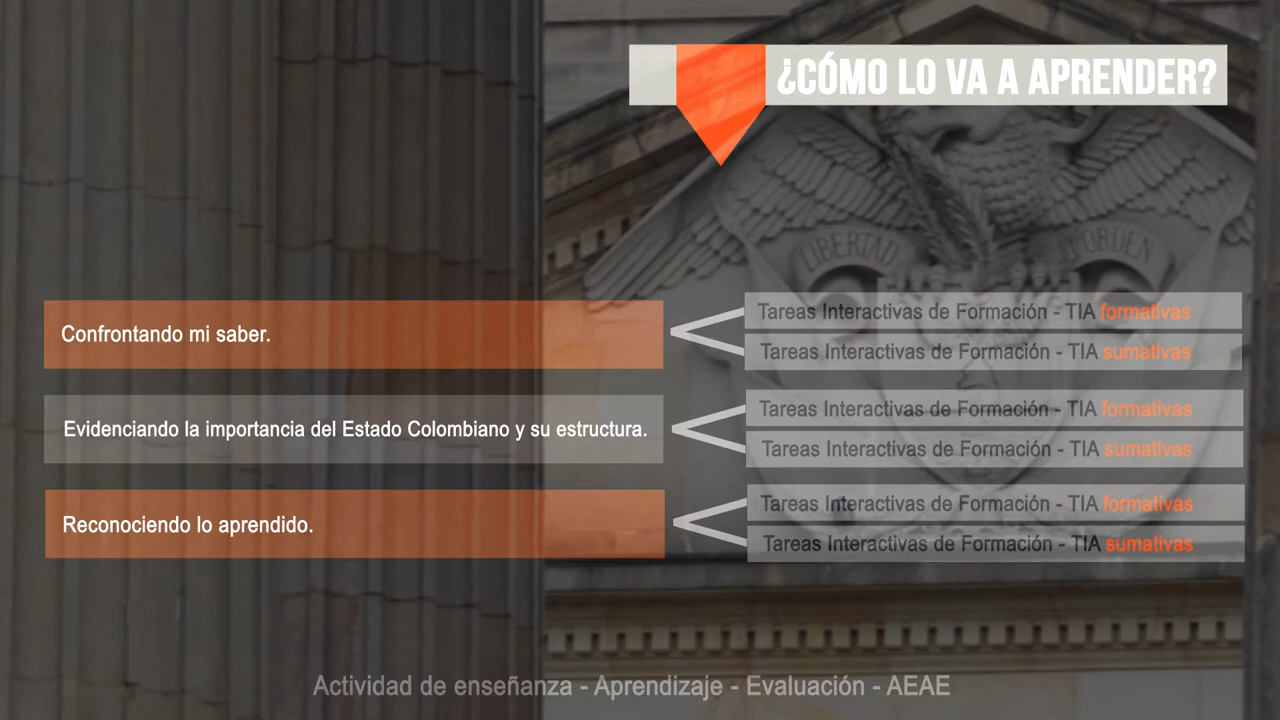 ¿CÓMO LO VA A APRENDER?
LIBERTAD
ORDEN
Confrontando mi saber.
Tareas Interactivas de Formación - TIA formativas
Tareas Interactivas de Formación - TIA sumativas
Evidenciando la importancia del Estado Colombiano y su estructura.
Tareas Interactivas de Formación - TIA formativas
Tareas Interactivas de Formación - TIA sumativas
Reconociendo lo aprendido.
Tareas Interactivas de Formación - TIA formativas
Tareas Interactivas de Formación - TIA sumativas
Actividad de enseñanza - Aprendizaje - Evaluación - AEAE